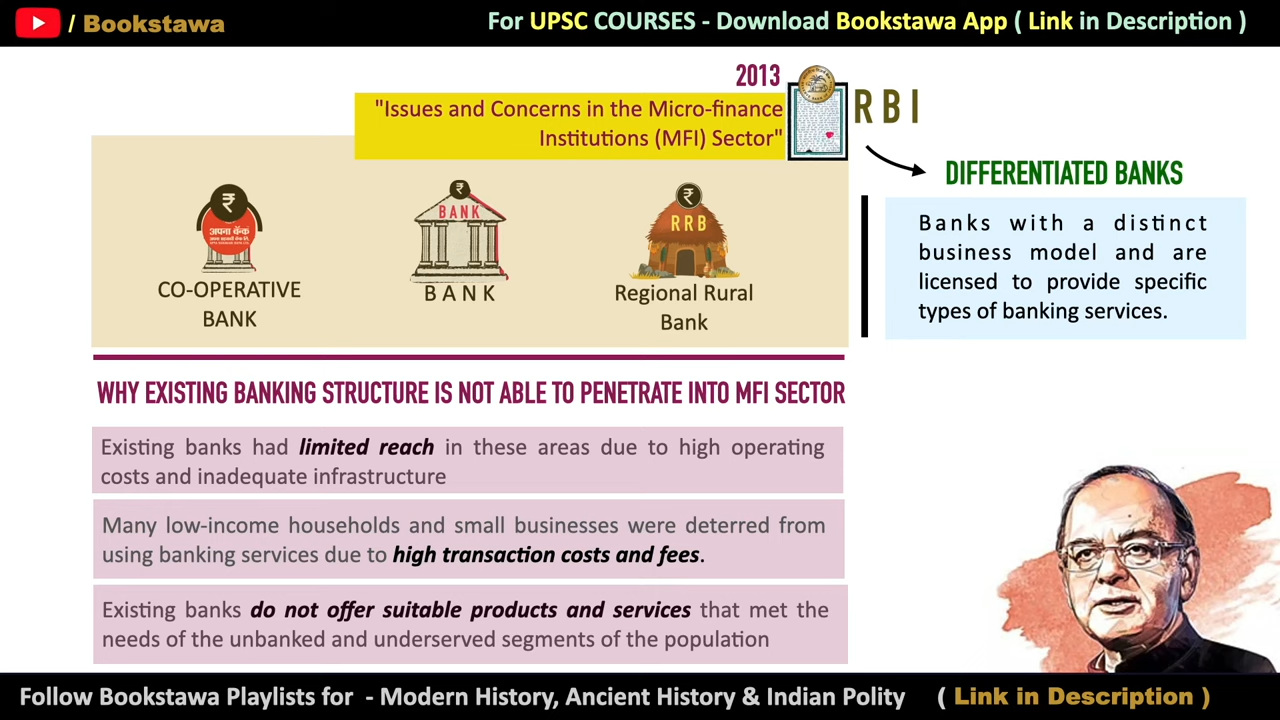 / Bookstawa
For UPSC COURSES - Download Bookstawa App ( Link in Description )
2013
"Issues and Concerns in the Micro-finance
Institutions (MFI) Sector"
R B I
DIFFERENTIATED BANKS
Banks with a distinct
business model and are
licensed to provide specific
types of banking services.
₹
अपना बैंक
CO-OPERATIVE
BANK
₹
BANK
B A N K
₹
RRB
Regional Rural
Bank
WHY EXISTING BANKING STRUCTURE IS NOT ABLE TO PENETRATE INTO MFI SECTOR
Existing banks had limited reach in these areas due to high operating
costs and inadequate infrastructure
Many low-income households and small businesses were deterred from
using banking services due to high transaction costs and fees.
Existing banks do not offer suitable products and services that met the
needs of the unbanked and underserved segments of the population
Follow Bookstawa Playlists for - Modern History, Ancient History & Indian Polity ( Link in Description )